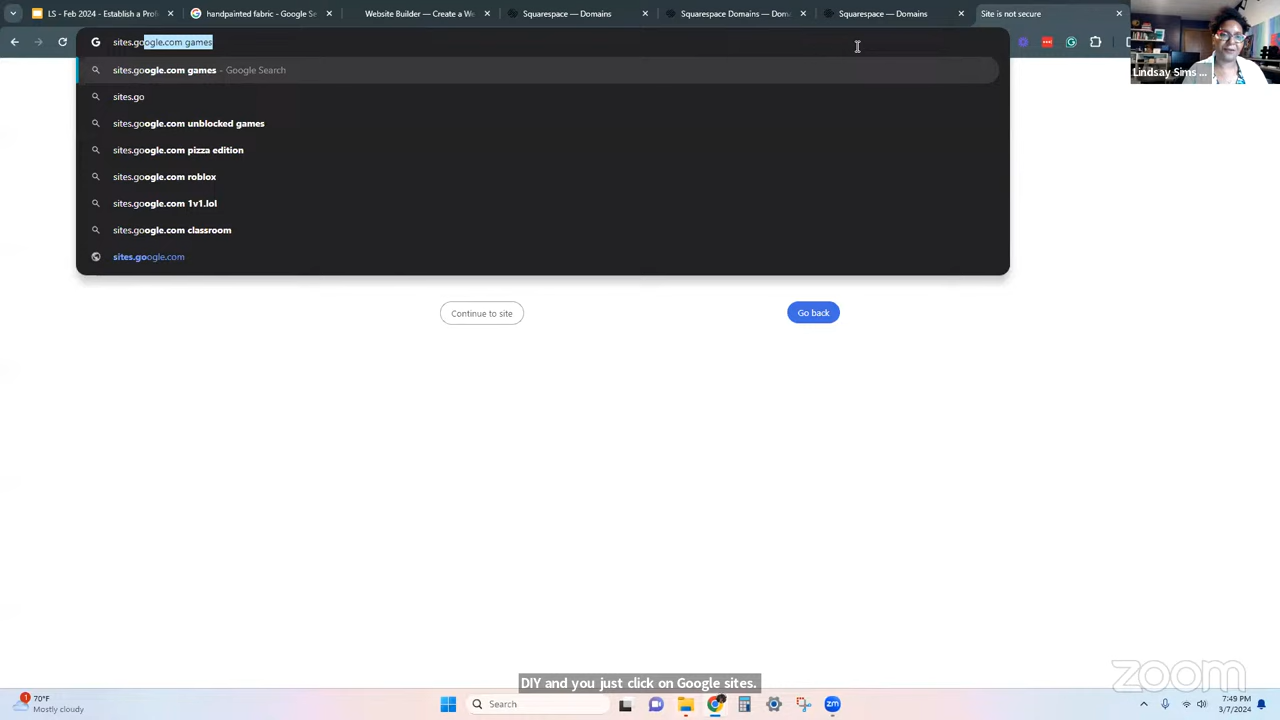 LS - Feb 2024 - Establish a Prof
handpainted fabric - Google Se
Website Builder — Create a We
Squarespace — Domains
Squarespace Domains — Dom
Squarespace — Domains
Site is not secure
sites.google.com games
sites.google.com games - Google Search
sites.go
sites.google.com unblocked games
sites.google.com pizza edition
sites.google.com roblox
sites.google.com 1v1.lol
sites.google.com classroom
sites.google.com
Lindsay Sims ...
Continue to site
Go back
DIY and you just click on Google sites.
zoom
1
70°F
Mostly cloudy
Search
zm
7:49 PM
3/7/2024